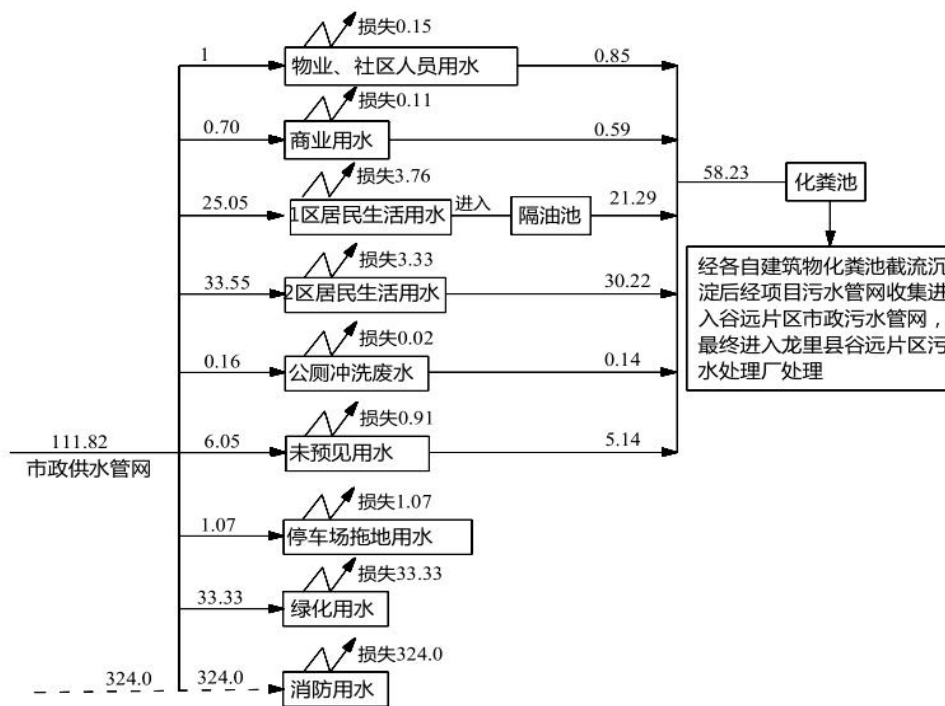 损失0.15
1
物业、社区人员用水
0.85
损失0.11
0.70
商业用水
0.59
损失3.76
25.05
1区居民生活用水
进入
隔油池
21.29
58.23
化粪池
损失3.33
33.55
2区居民生活用水
30.22
经各自建筑物化粪池截流沉
淀后经项目污水管网收集进
入谷远片区市政污水管网，
最终进入龙里县谷远片区污
水处理厂处理
损失0.02
0.16
公厕冲洗废水
0.14
损失0.91
111.82
市政供水管网
6.05
未预见用水
5.14
损失1.07
1.07
停车场拖地用水
损失33.33
33.33
绿化用水
损失324.0
324.0
324.0
消防用水